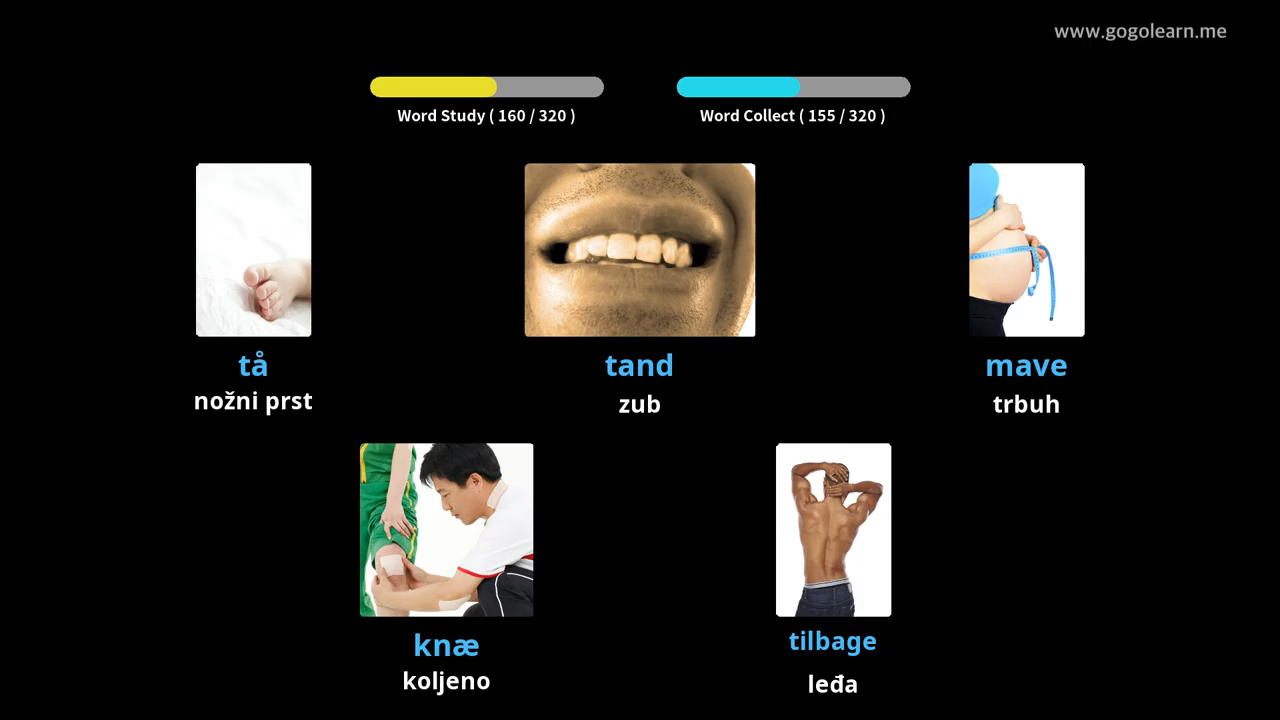 www.gogolearn.me
Word Study ( 160 / 320 )
Word Collect ( 155 / 320 )
tå
nožni prst
tand
zub
mave
trbuh
knæ
koljeno
tilbage
leđa